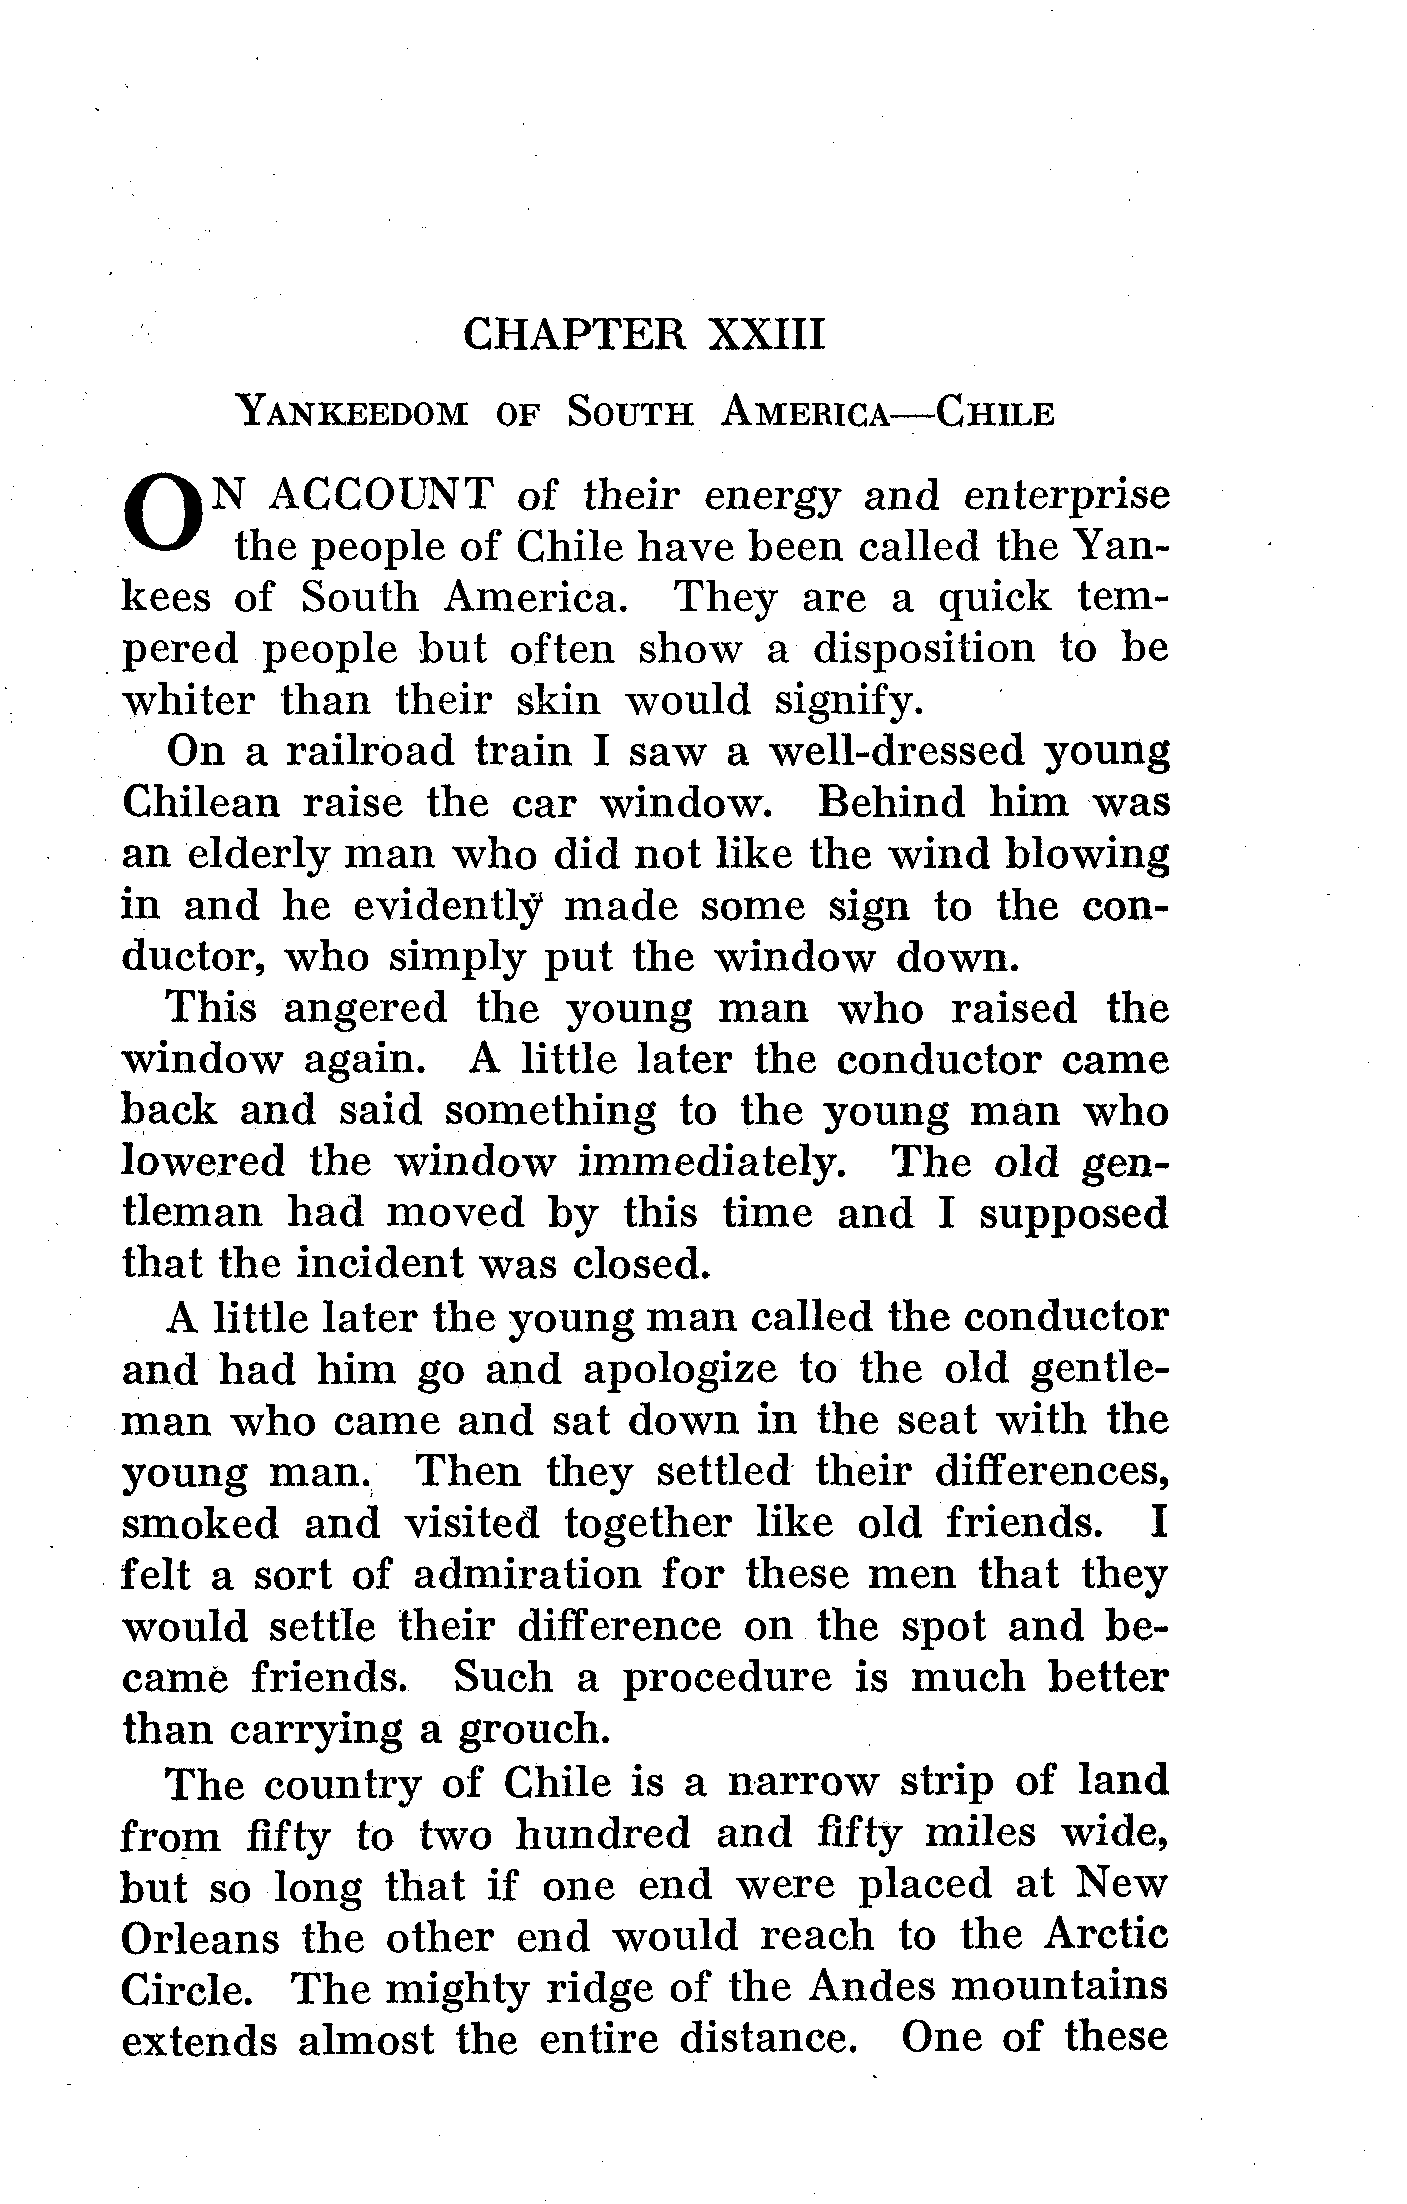 CHAPTER XXIII
YANKEEDOM OF SOUTH AMERICA—CHILE
ON ACCOUNT of their energy and enterprise
the people of Chile have been called the Yan-
kees of South America. They are a quick tem-
pered people but often show a disposition to be
whiter than their skin would signify.
On a railroad train I saw a well-dressed young
Chilean raise the car window. Behind him was
an elderly man who did not like the wind blowing
in and he evidently made some sign to the con-
ductor, who simply put the window down.
This angered the young man who raised the
window again. A little later the conductor came
back and said something to the young man who
lowered the window immediately. The old gen-
tleman had moved by this time and I supposed
that the incident was closed.
A little later the young man called the conductor
and had him go and apologize to the old gentle-
man who came and sat down in the seat with the
young man. Then they settled their differences,
smoked and visited together like old friends. I
felt a sort of admiration for these men that they
would settle their difference on the spot and be-
came friends. Such a procedure is much better
than carrying a grouch.
The country of Chile is a narrow strip of land
from fifty to two hundred and fifty miles wide,
but so long that if one end were placed at New
Orleans the other end would reach to the Arctic
Circle. The mighty ridge of the Andes mountains
extends almost the entire distance. One of these